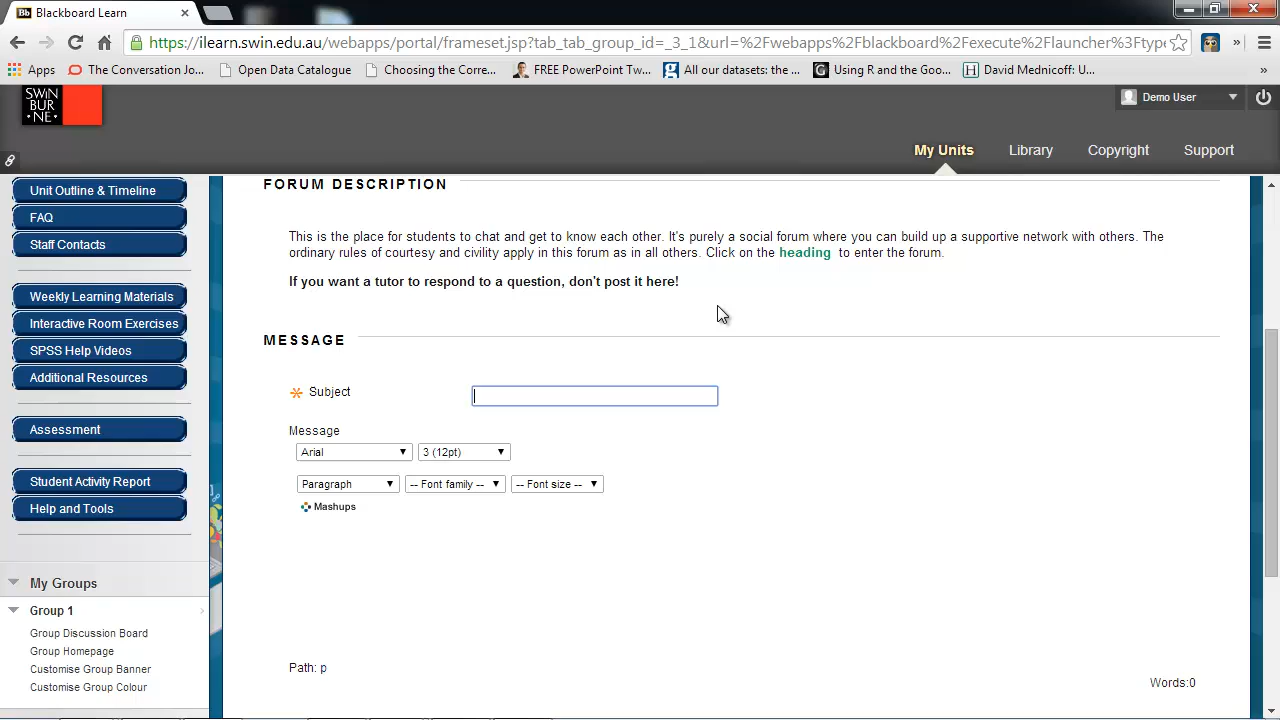 Bb Blackboard Learn ×
https://ilearn.swin.edu.au/webapps/portal/frameset.jsp?tab_tab_group_id=_3_1&url=%2Fwebapps%2Fblackboard%2Fexecute%2Flauncher%3Ftype »
Apps The Conversation Jo... Open Data Catalogue Choosing the Corre... FREE PowerPoint Tw... All our datasets: the ... Using R and the Goo... H David Mednicoff: U... »
SWIN
BUR
• NE •
Demo User
My Units Library Copyright Support
Unit Outline & Timeline
FAQ
Staff Contacts
Weekly Learning Materials
Interactive Room Exercises
SPSS Help Videos
Additional Resources
Assessment
Student Activity Report
Help and Tools
My Groups
Group 1
Group Discussion Board
Group Homepage
Customise Group Banner
Customise Group Colour
FORUM DESCRIPTION
This is the place for students to chat and get to know each other. It's purely a social forum where you can build up a supportive network with others. The
ordinary rules of courtesy and civility apply in this forum as in all others. Click on the heading to enter the forum.
If you want a tutor to respond to a question, don't post it here!
MESSAGE
Subject
Message
Arial 3 (12pt)
Paragraph -- Font family -- -- Font size --
Mashups
Path: p
Words:0